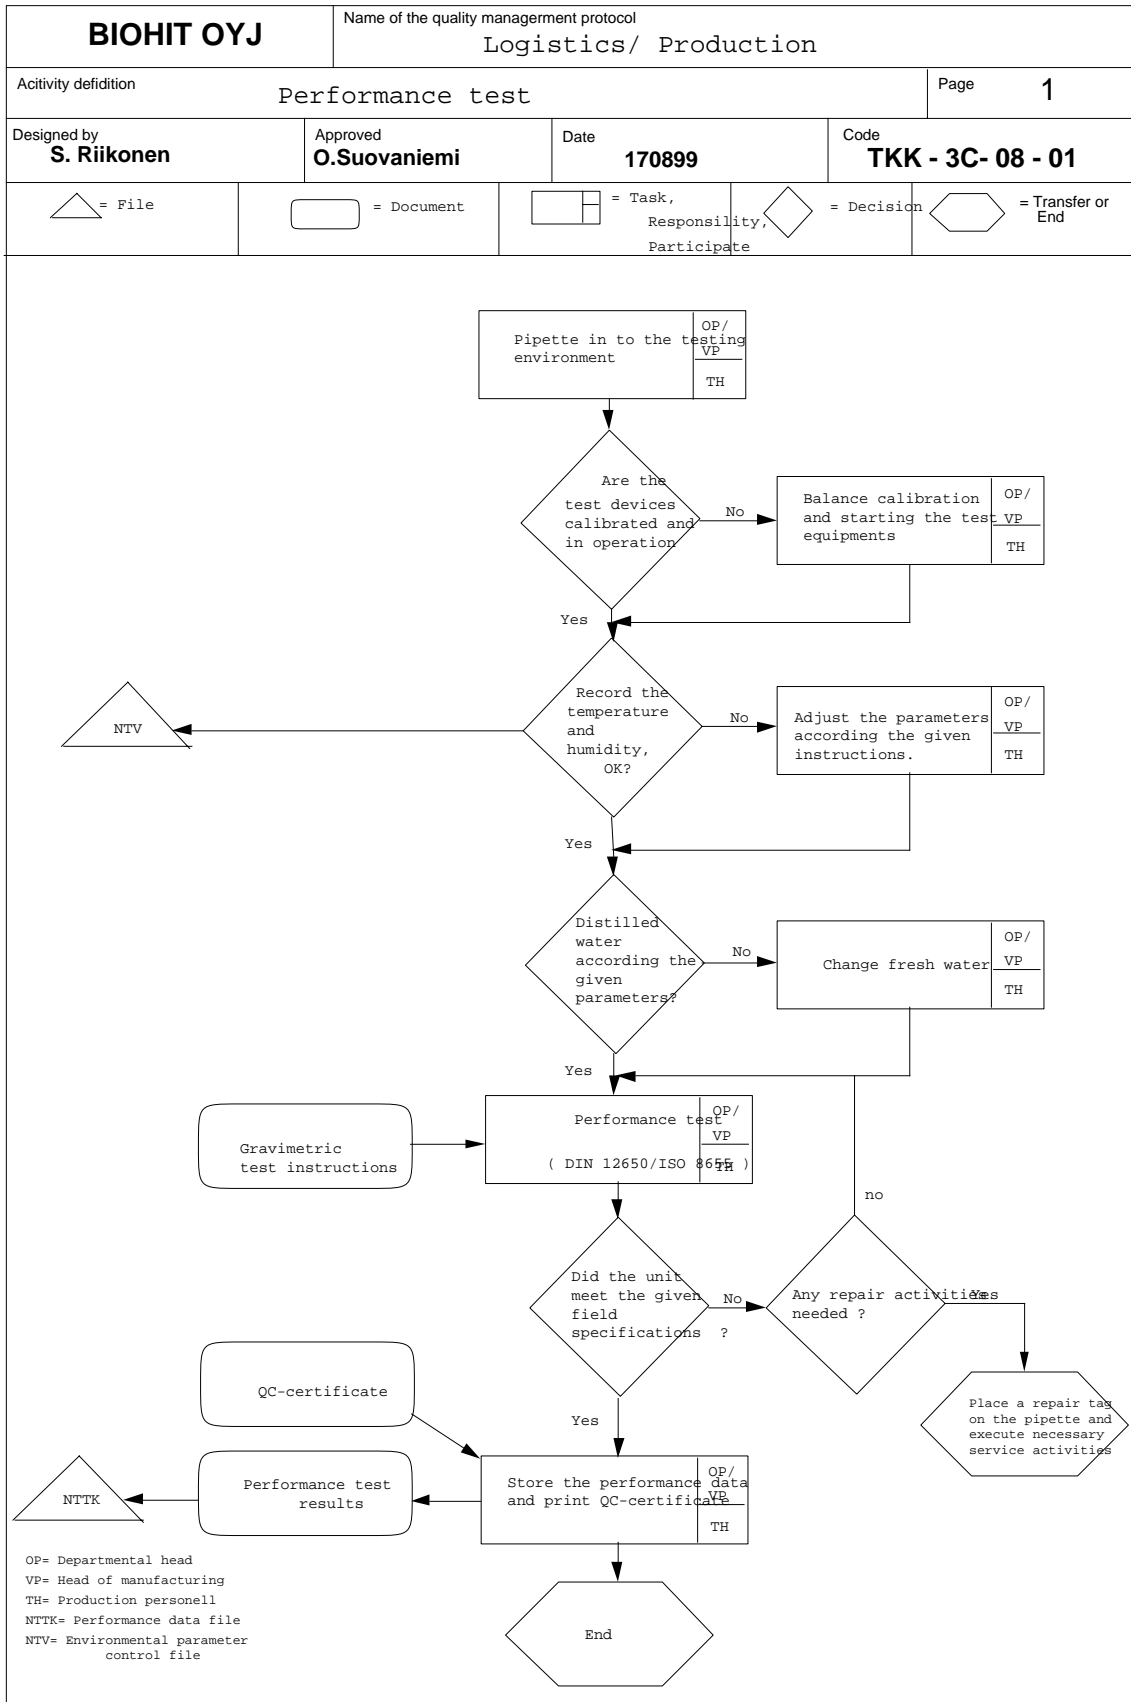 BIOHIT OYJ
Name of the quality managerment protocol
Logistics/ Production
Acitivity defidition
Performance test
Page 1
Designed by
S. Riikonen
Approved
O.Suovaniemi
Date
170899
Code
TKK - 3C- 08 - 01
= File
= Document
= Task,
Responsility,
Participate
= Decision
= Transfer or
End
Pipette in to the testing
environment
OP/
VP
TH
Are the
test devices
calibrated and
in operation
No
Balance calibration
and starting the test
equipments
OP/
VP
TH
Yes
Record the
temperature
and
humidity,
OK?
NTV
No
Adjust the parameters
according the given
instructions.
OP/
VP
TH
Yes
Distilled
water
according the
given
parameters?
No
Change fresh water
OP/
VP
TH
Yes
Gravimetric
test instructions
Performance test
( DIN 12650/ISO 8655 )
OP/
VP
TH
no
Did the unit
meet the given
field
specifications ?
No
Any repair activities
needed ?
Yes
Place a repair tag
on the pipette and
execute necessary
service activities
QC-certificate
Yes
Store the performance data
and print QC-certificate
OP/
VP
TH
Performance test
results
NTTK
OP= Departmental head
VP= Head of manufacturing
TH= Production personell
NTTK= Performance data file
NTV= Environmental parameter
control file
End